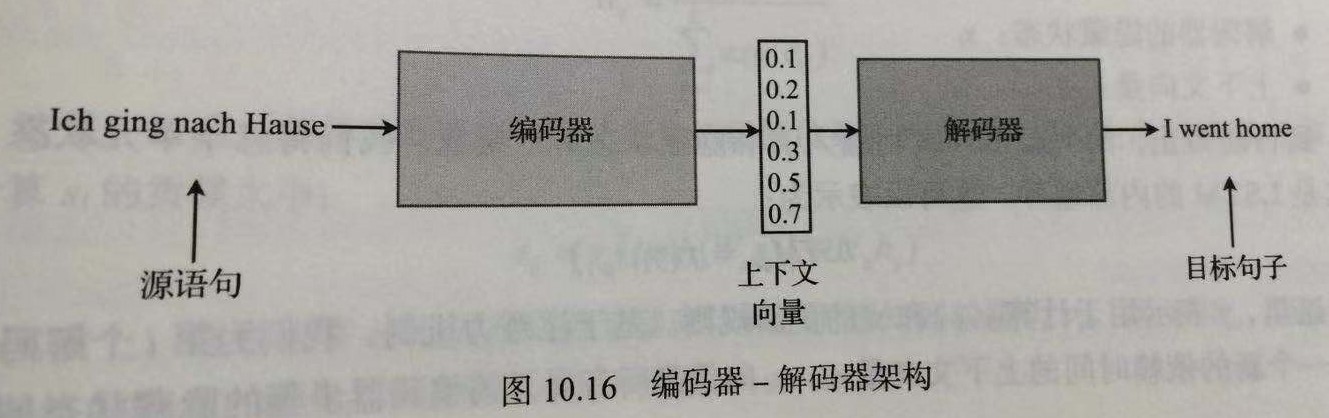 Ich ging nach Hause
编码器
0.1
0.2
0.1
0.3
0.5
0.7
解码器
I went home
源语句
上下文
向量
目标句子
图 10.16 编码器－解码器架构